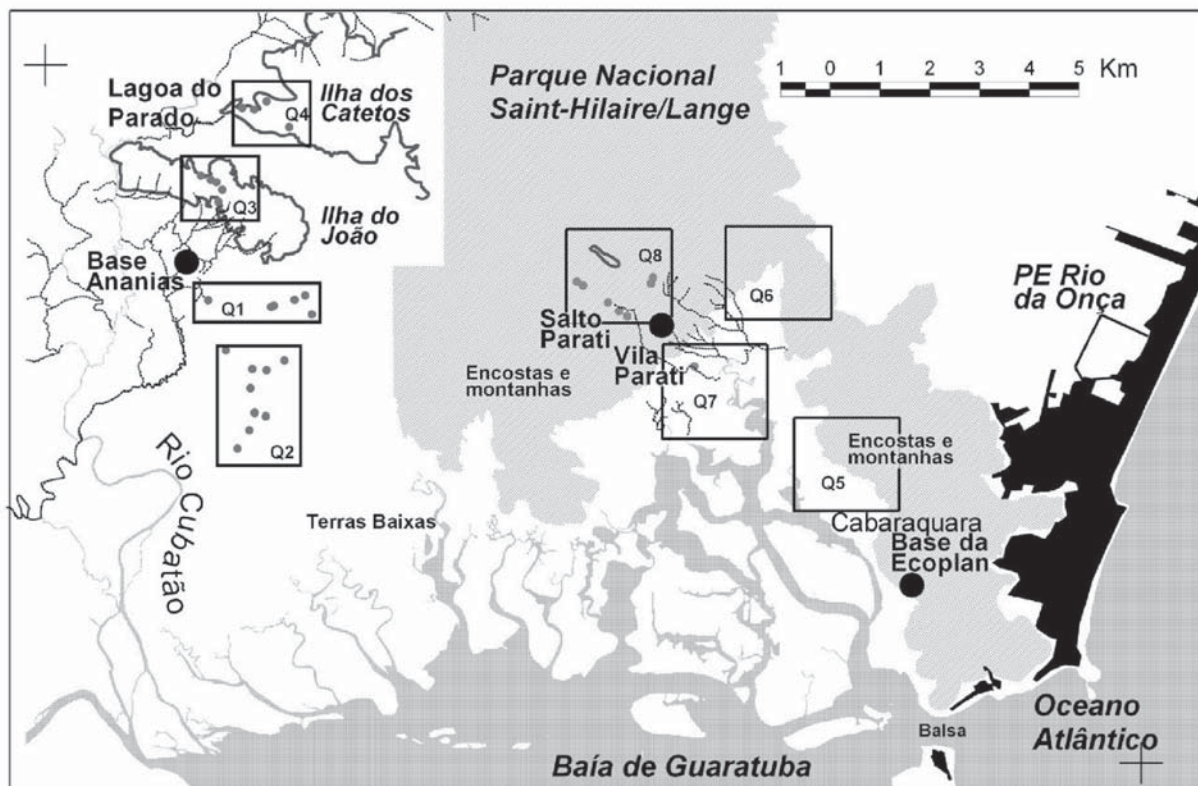 Parque Nacional
Saint-Hilaire/Lange
1 0 1 2 3 4 5 Km
Lagoa do
Parado
Ilha dos
Catetos
Q4
Q3
Ilha do
João
Base
Ananias
Q1
Q2
Q8
Q6
PE Rio
da Onça
Salto
Parati
Vila
Parati
Encostas e
montanhas
Q7
Encostas e
montanhas
Q5
Rio Cubatão
Terras Baixas
Cabaraquara
Base da
Ecoplan
Oceano
Atlântico
Balsa
Baía de Guaratuba